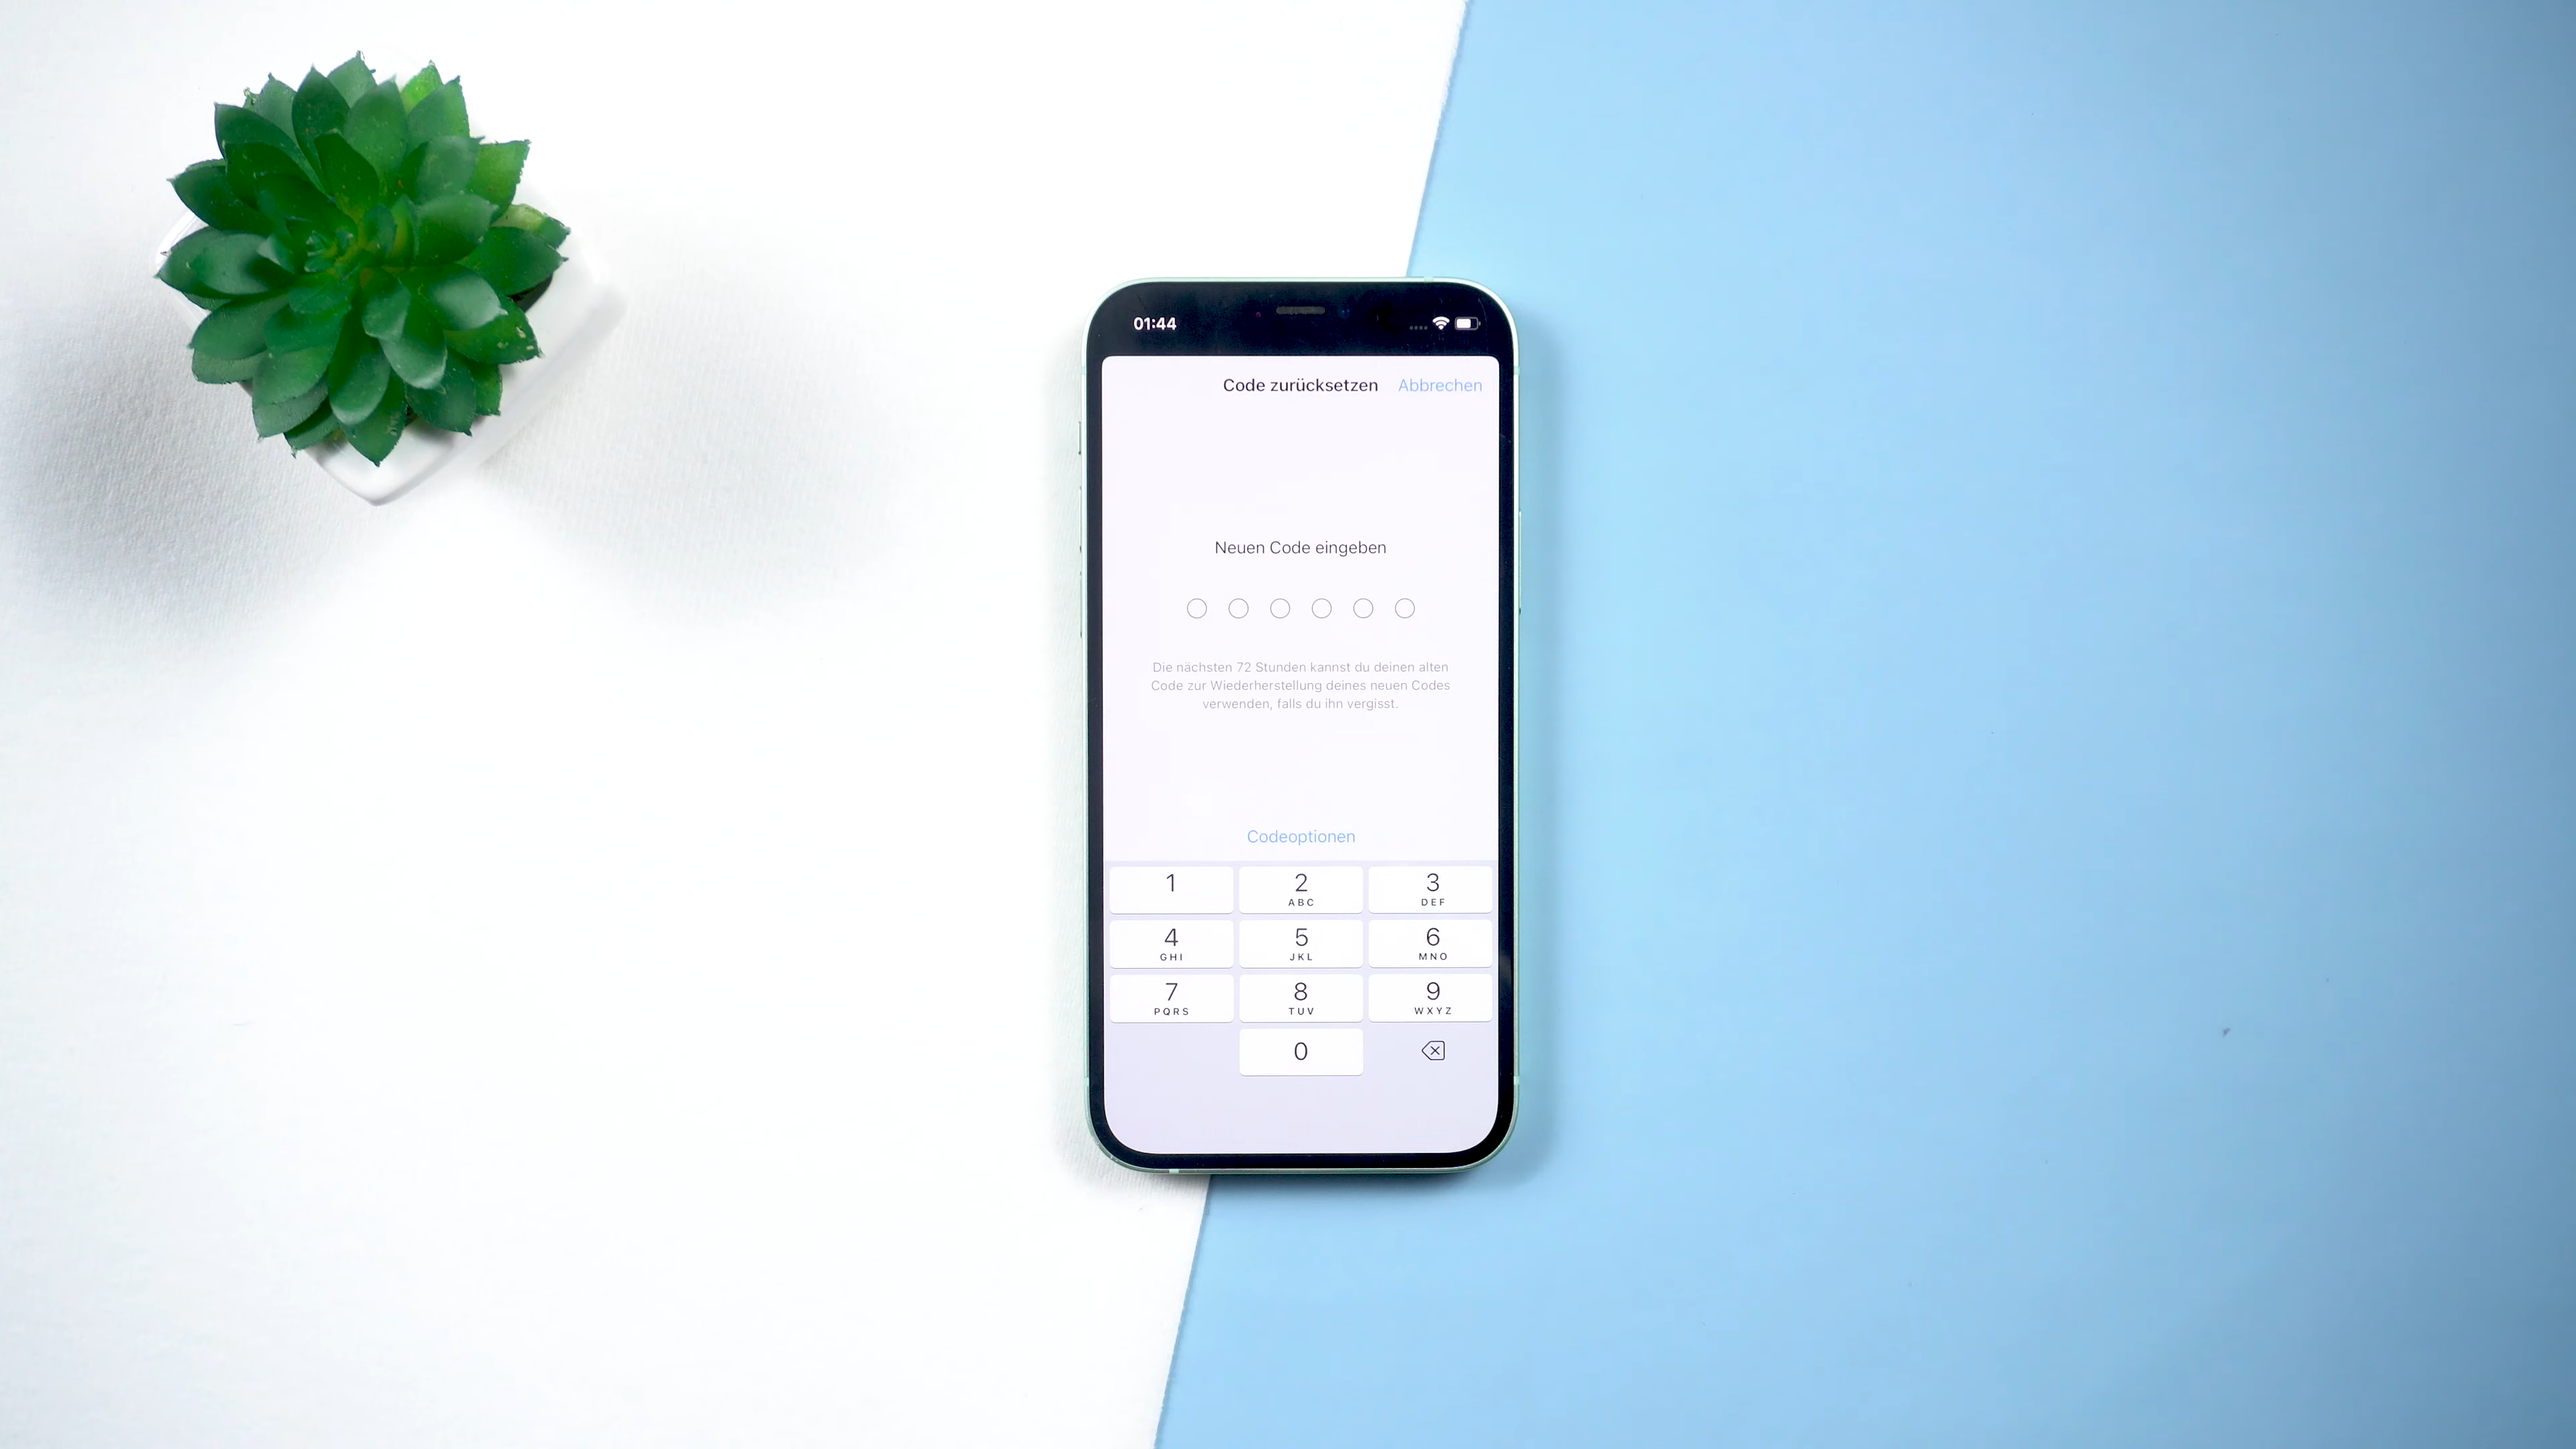 01:44
Code zurücksetzen Abbrechen
Neuen Code eingeben
Die nächsten 72 Stunden kannst du deinen alten
Code zur Wiederherstellung deines neuen Codes
verwenden, falls du ihn vergisst.
Codeoptionen
1 2 3
ABC DEF
4 5 6
GHI JKL MNO
7 8 9
PQRS TUV WXYZ
0